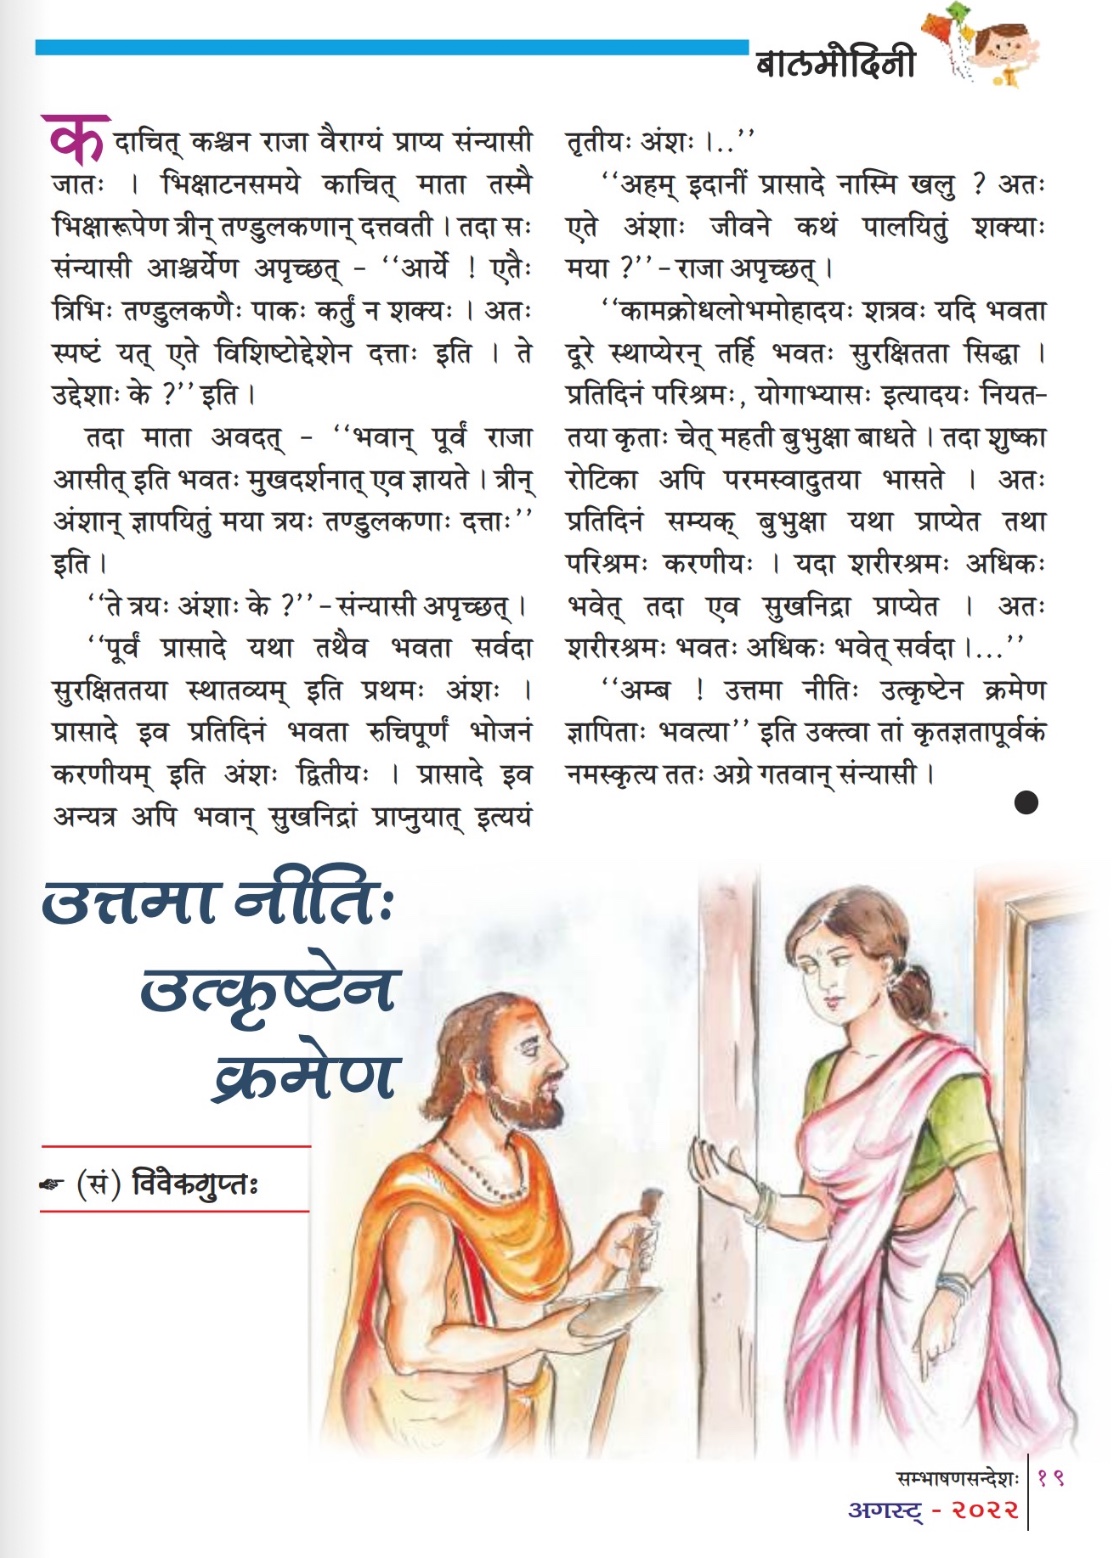 बालमोदिनी
कदाचित् कश्चन राजा वैराग्यं प्राप्य संन्यासी
जातः । भिक्षाटनसमये काचित् माता तस्मै
भिक्षारूपेण त्रीन् तण्डुलकणान् दत्तवती । तदा सः
संन्यासी आश्चर्येण अपृच्छत् – ‘‘आर्ये ! एतैः
त्रिभिः तण्डुलकणैः पाकः कर्तुं न शक्यः । अतः
स्पष्टं यत् एते विशिष्टोद्देशेन दत्ताः इति । ते
उद्देशाः के ?’’ इति ।
तदा माता अवदत् – ‘‘भवान् पूर्वं राजा
आसीत् इति भवतः मुखदर्शनात् एव ज्ञायते । त्रीन्
अंशान् ज्ञापयितुं मया त्रयः तण्डुलकणाः दत्ताः’’
इति ।
‘‘ते त्रयः अंशाः के ?’’ – संन्यासी अपृच्छत् ।
‘‘पूर्वं प्रासादे यथा तथैव भवता सर्वदा
सुरक्षिततया स्थातव्यम् इति प्रथमः अंशः ।
प्रासादे इव प्रतिदिनं भवता रुचिपूर्णं भोजनं
करणीयम् इति अंशः द्वितीयः । प्रासादे इव
अन्यत्र अपि भवान् सुखनिद्रां प्राप्नुयात् इत्ययं
तृतीयः अंशः ।..’’
‘‘अहम् इदानीं प्रासादे नास्मि खलु ? अतः
एते अंशाः जीवने कथं पालयितुं शक्याः
मया ?’’ – राजा अपृच्छत् ।
‘‘कामक्रोधलोभमोहादयः शत्रवः यदि भवता
दूरे स्थाप्येरन् तर्हि भवतः सुरक्षितता सिद्धा ।
प्रतिदिनं परिश्रमः, योगाभ्यासः इत्यादयः नियत–
तया कृताः चेत् महती बुभुक्षा बाधते । तदा शुष्का
रोटिका अपि परमस्वादुतया भासते । अतः
प्रतिदिनं सम्यक् बुभुक्षा यथा प्राप्येत तथा
परिश्रमः करणीयः । यदा शरीरश्रमः अधिकः
भवेत् तदा एव सुखनिद्रा प्राप्येत । अतः
शरीरश्रमः भवतः अधिकः भवेत् सर्वदा ।...’’
‘‘अम्ब ! उत्तमा नीतिः उत्कृष्टेन क्रमेण
ज्ञापिताः भवत्या’’ इति उक्त्वा तां कृतज्ञतापूर्वकं
नमस्कृत्य ततः अग्रे गतवान् संन्यासी ।
उत्तमा नीतिः
उत्कृष्टेन
क्रमेण
☛ (सं) विवेकगुप्तः
सम्भाषणसन्देशः १९
अगस्ट् - २०२२